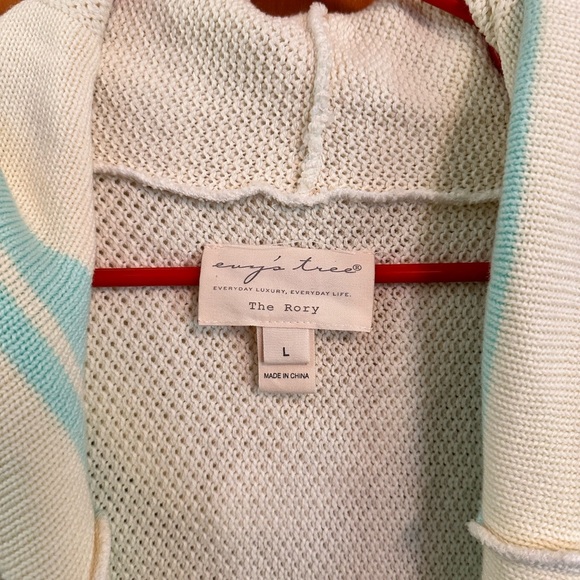 evy's tree®
EVERYDAY LUXURY, EVERYDAY LIFE.
The Rory
L
MADE IN CHINA